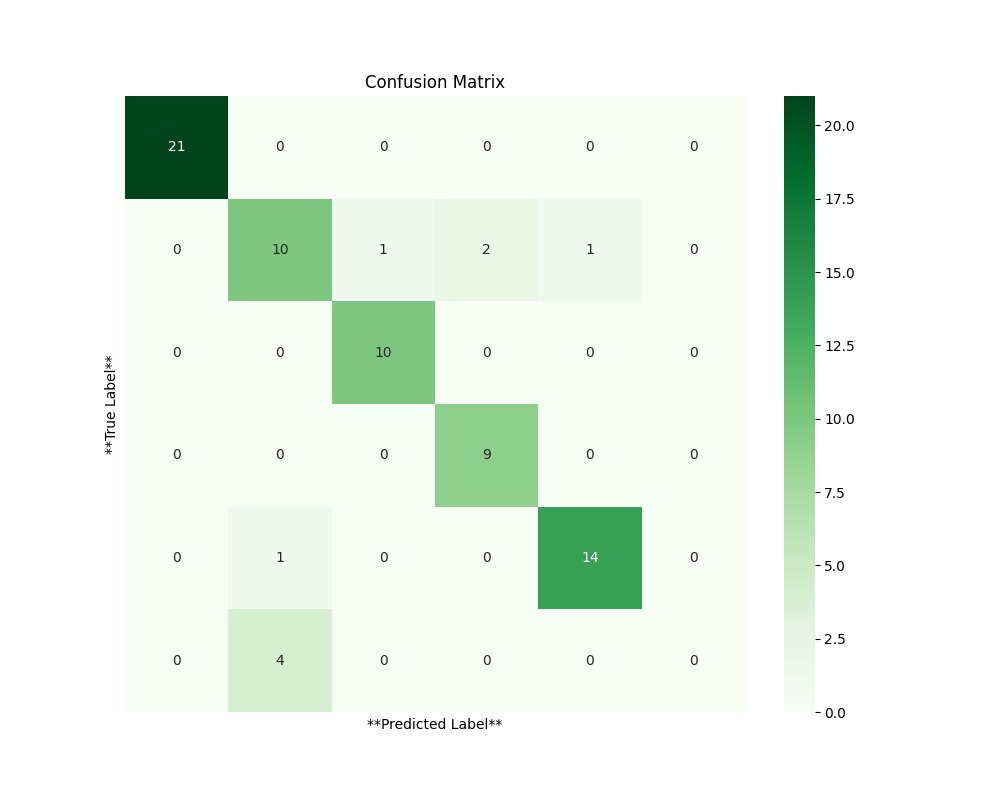 Confusion Matrix
21 0 0 0 0 0
0 10 1 2 1 0
0 0 10 0 0 0
0 0 0 9 0 0
0 1 0 0 14 0
0 4 0 0 0 0
**True Label**
**Predicted Label**
20.0
17.5
15.0
12.5
10.0
7.5
5.0
2.5
0.0